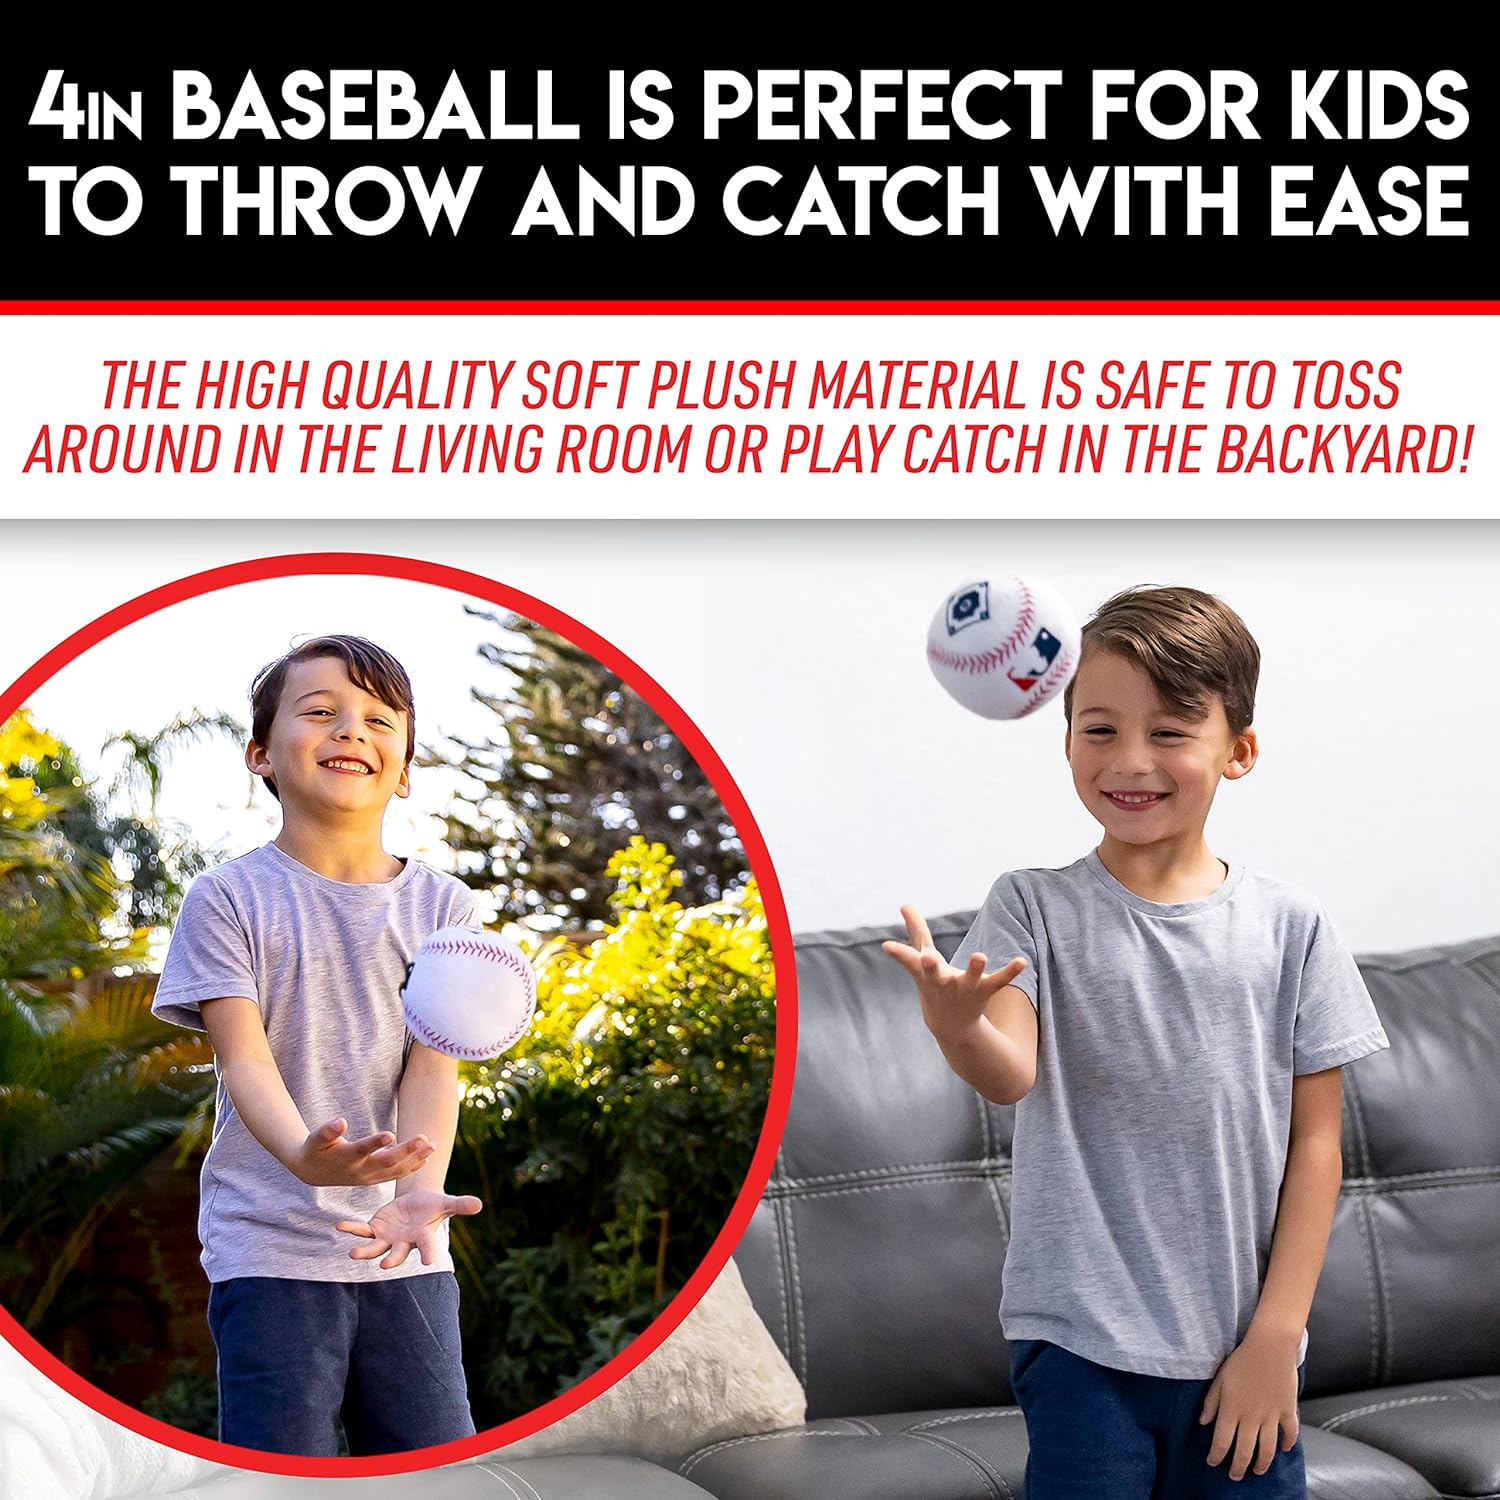 4IN BASEBALL IS PERFECT FOR KIDS
TO THROW AND CATCH WITH EASE
THE HIGH QUALITY SOFT PLUSH MATERIAL IS SAFE TO TOSS
AROUND IN THE LIVING ROOM OR PLAY CATCH IN THE BACKYARD!